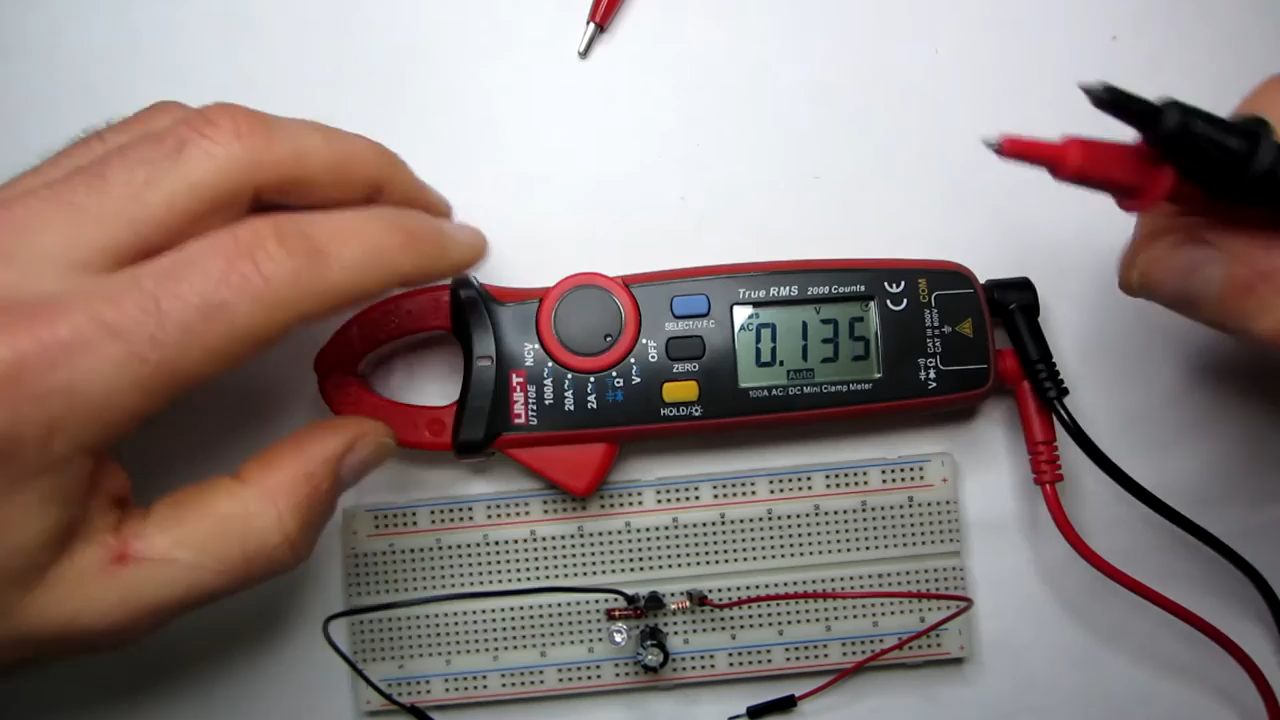 True RMS 2000 Counts
CE
COM
SELECT/V.F.C
V
AC
0.135
Auto
ZERO
OFF
HOLD/
100A AC/DC Mini Clamp Meter
CAT III 300V
CAT II 600V
V Ω
NCV
100A~
20A~
2A~
Ω
V~
UNI-T
UT210E